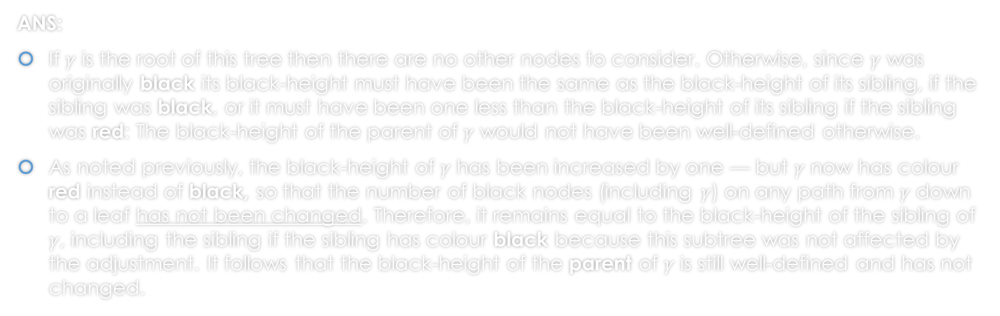 ANS:
If γ is the root of this tree then there are no other nodes to consider. Otherwise, since γ was
originally black its black-height must have been the same as the black-height of its sibling, if the
sibling was black, or it must have been one less than the black-height of its sibling if the sibling
was red: The black-height of the parent of γ would not have been well-defined otherwise.
As noted previously, the black-height of γ has been increased by one — but γ now has colour
red instead of black, so that the number of black nodes (including γ) on any path from γ down
to a leaf has not been changed. Therefore, it remains equal to the black-height of the sibling of
γ, including the sibling if the sibling has colour black because this subtree was not affected by
the adjustment. It follows that the black-height of the parent of γ is still well-defined and has not
changed.